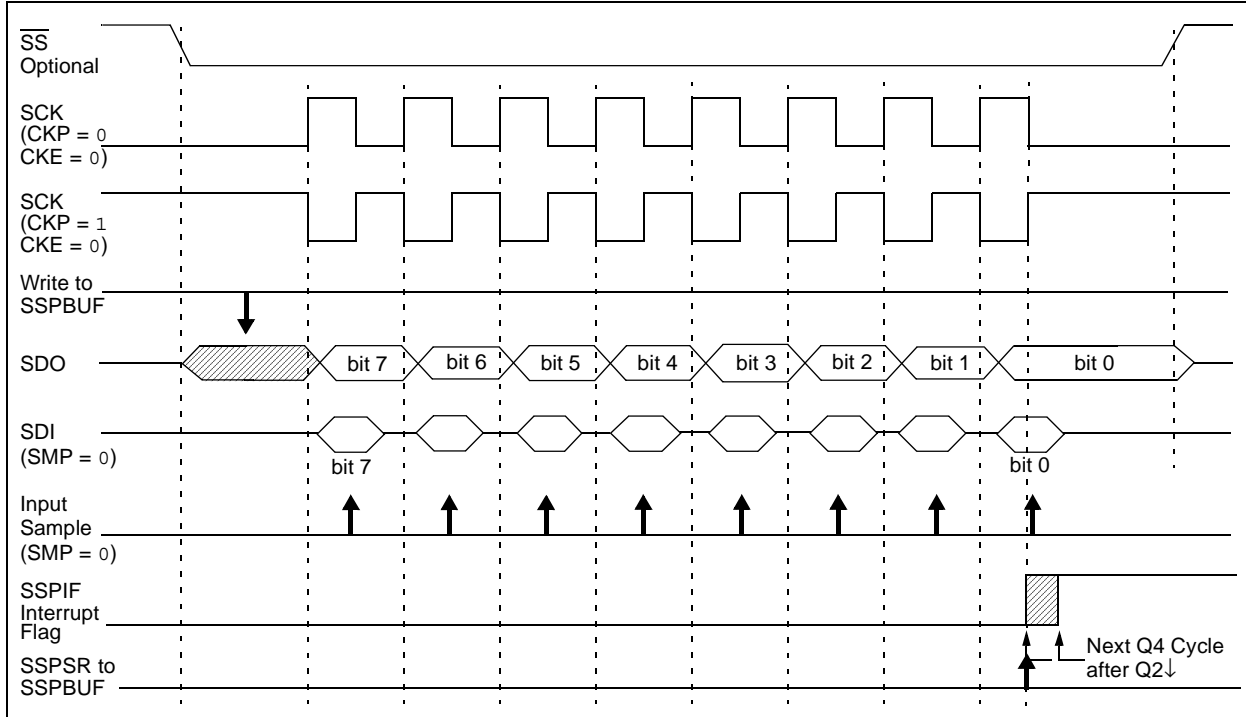 SS
Optional
SCK
(CKP = 0
CKE = 0)
SCK
(CKP = 1
CKE = 0)
Write to
SSPBUF
SDO
bit 7
bit 6
bit 5
bit 4
bit 3
bit 2
bit 1
bit 0
SDI
(SMP = 0)
bit 7
bit 0
Input
Sample
(SMP = 0)
SSPIF
Interrupt
Flag
Next Q4 Cycle
after Q2↓
SSPSR to
SSPBUF